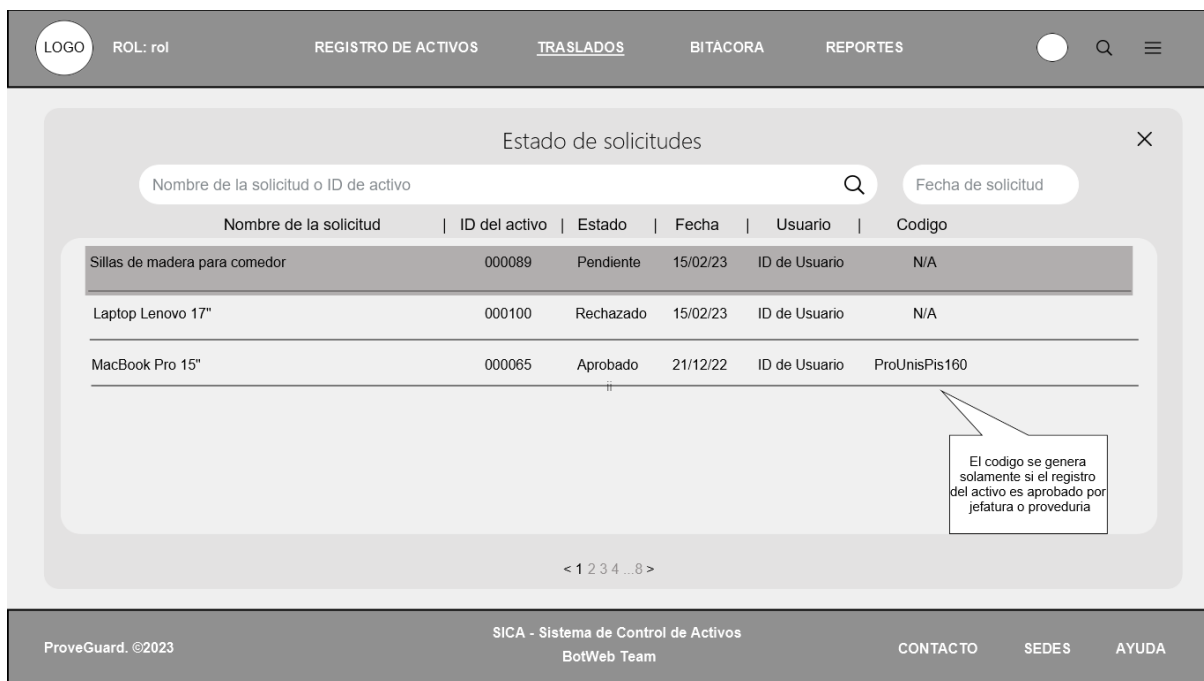 LOGO ROL: rol REGISTRO DE ACTIVOS TRASLADOS BITÁCORA REPORTES
Estado de solicitudes
Nombre de la solicitud o ID de activo Fecha de solicitud
Nombre de la solicitud | ID del activo | Estado | Fecha | Usuario | Codigo
Sillas de madera para comedor 000089 Pendiente 15/02/23 ID de Usuario N/A
Laptop Lenovo 17" 000100 Rechazado 15/02/23 ID de Usuario N/A
MacBook Pro 15" 000065 Aprobado 21/12/22 ID de Usuario ProUnisPis160
ii
El codigo se genera
solamente si el registro
del activo es aprobado por
jefatura o proveduria
< 1 2 3 4 ...8 >
SICA - Sistema de Control de Activos
ProveGuard. ©2023 CONTACTO SEDES AYUDA
BotWeb Team